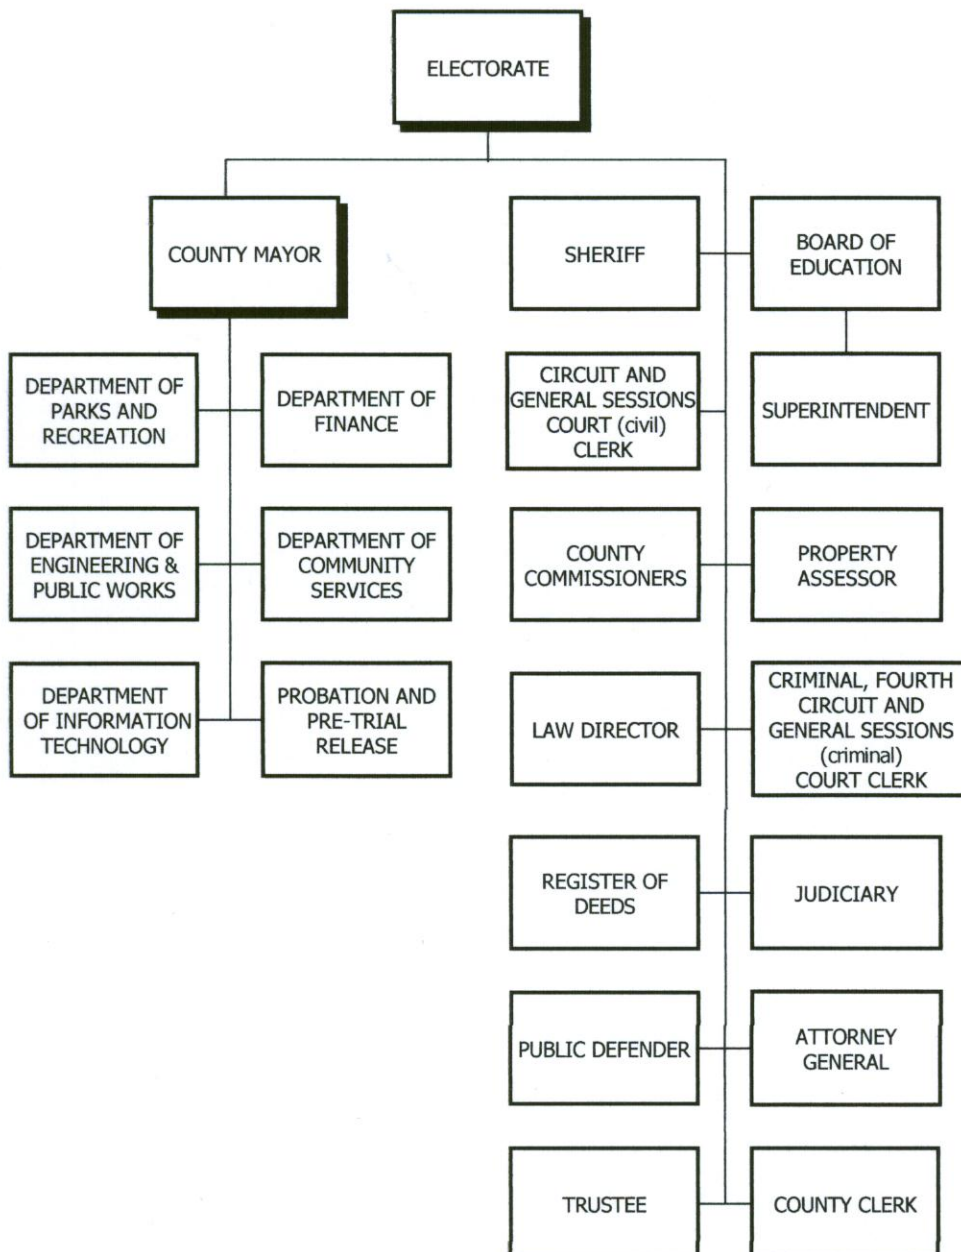 ELECTORATE
COUNTY MAYOR
SHERIFF
BOARD OF
EDUCATION
DEPARTMENT OF
PARKS AND
RECREATION
DEPARTMENT OF
FINANCE
CIRCUIT AND
GENERAL SESSIONS
COURT (civil)
CLERK
SUPERINTENDENT
DEPARTMENT OF
ENGINEERING &
PUBLIC WORKS
DEPARTMENT OF
COMMUNITY
SERVICES
COUNTY
COMMISSIONERS
PROPERTY
ASSESSOR
DEPARTMENT
OF INFORMATION
TECHNOLOGY
PROBATION AND
PRE-TRIAL
RELEASE
LAW DIRECTOR
CRIMINAL, FOURTH
CIRCUIT AND
GENERAL SESSIONS
(criminal)
COURT CLERK
REGISTER OF
DEEDS
JUDICIARY
PUBLIC DEFENDER
ATTORNEY
GENERAL
TRUSTEE
COUNTY CLERK